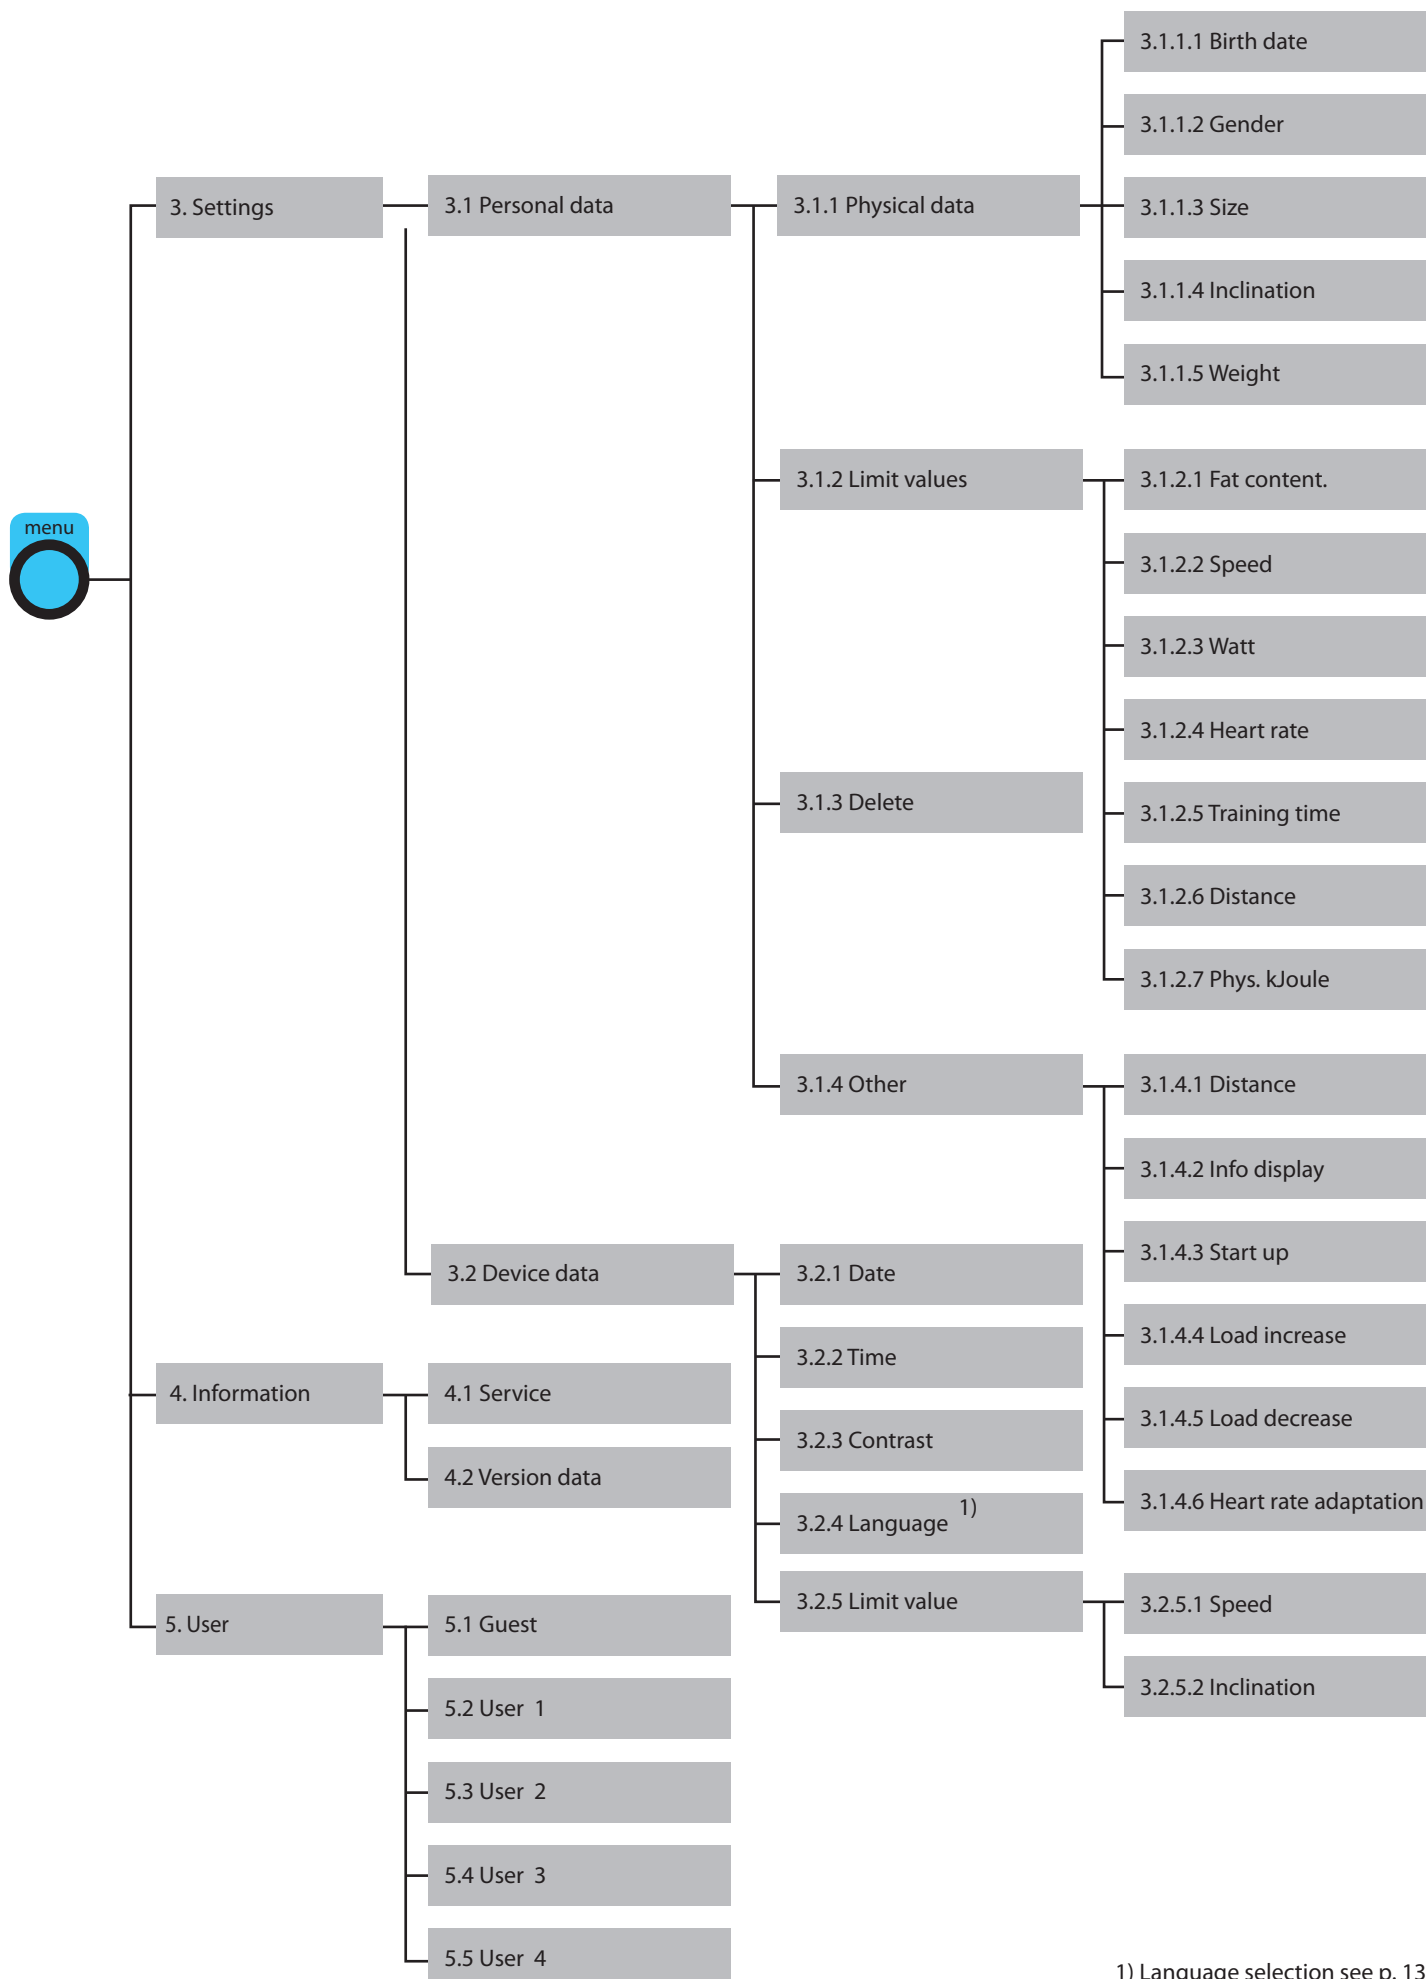 menu
3. Settings
3.1 Personal data
3.1.1 Physical data
3.1.1.1 Birth date
3.1.1.2 Gender
3.1.1.3 Size
3.1.1.4 Inclination
3.1.1.5 Weight
3.1.2 Limit values
3.1.2.1 Fat content.
3.1.2.2 Speed
3.1.2.3 Watt
3.1.2.4 Heart rate
3.1.2.5 Training time
3.1.2.6 Distance
3.1.2.7 Phys. kJoule
3.1.3 Delete
3.1.4 Other
3.1.4.1 Distance
3.1.4.2 Info display
3.1.4.3 Start up
3.1.4.4 Load increase
3.1.4.5 Load decrease
3.1.4.6 Heart rate adaptation
3.2 Device data
3.2.1 Date
3.2.2 Time
3.2.3 Contrast
3.2.4 Language 1)
3.2.5 Limit value
3.2.5.1 Speed
3.2.5.2 Inclination
4. Information
4.1 Service
4.2 Version data
5. User
5.1 Guest
5.2 User 1
5.3 User 2
5.4 User 3
5.5 User 4
1) Language selection see p. 13